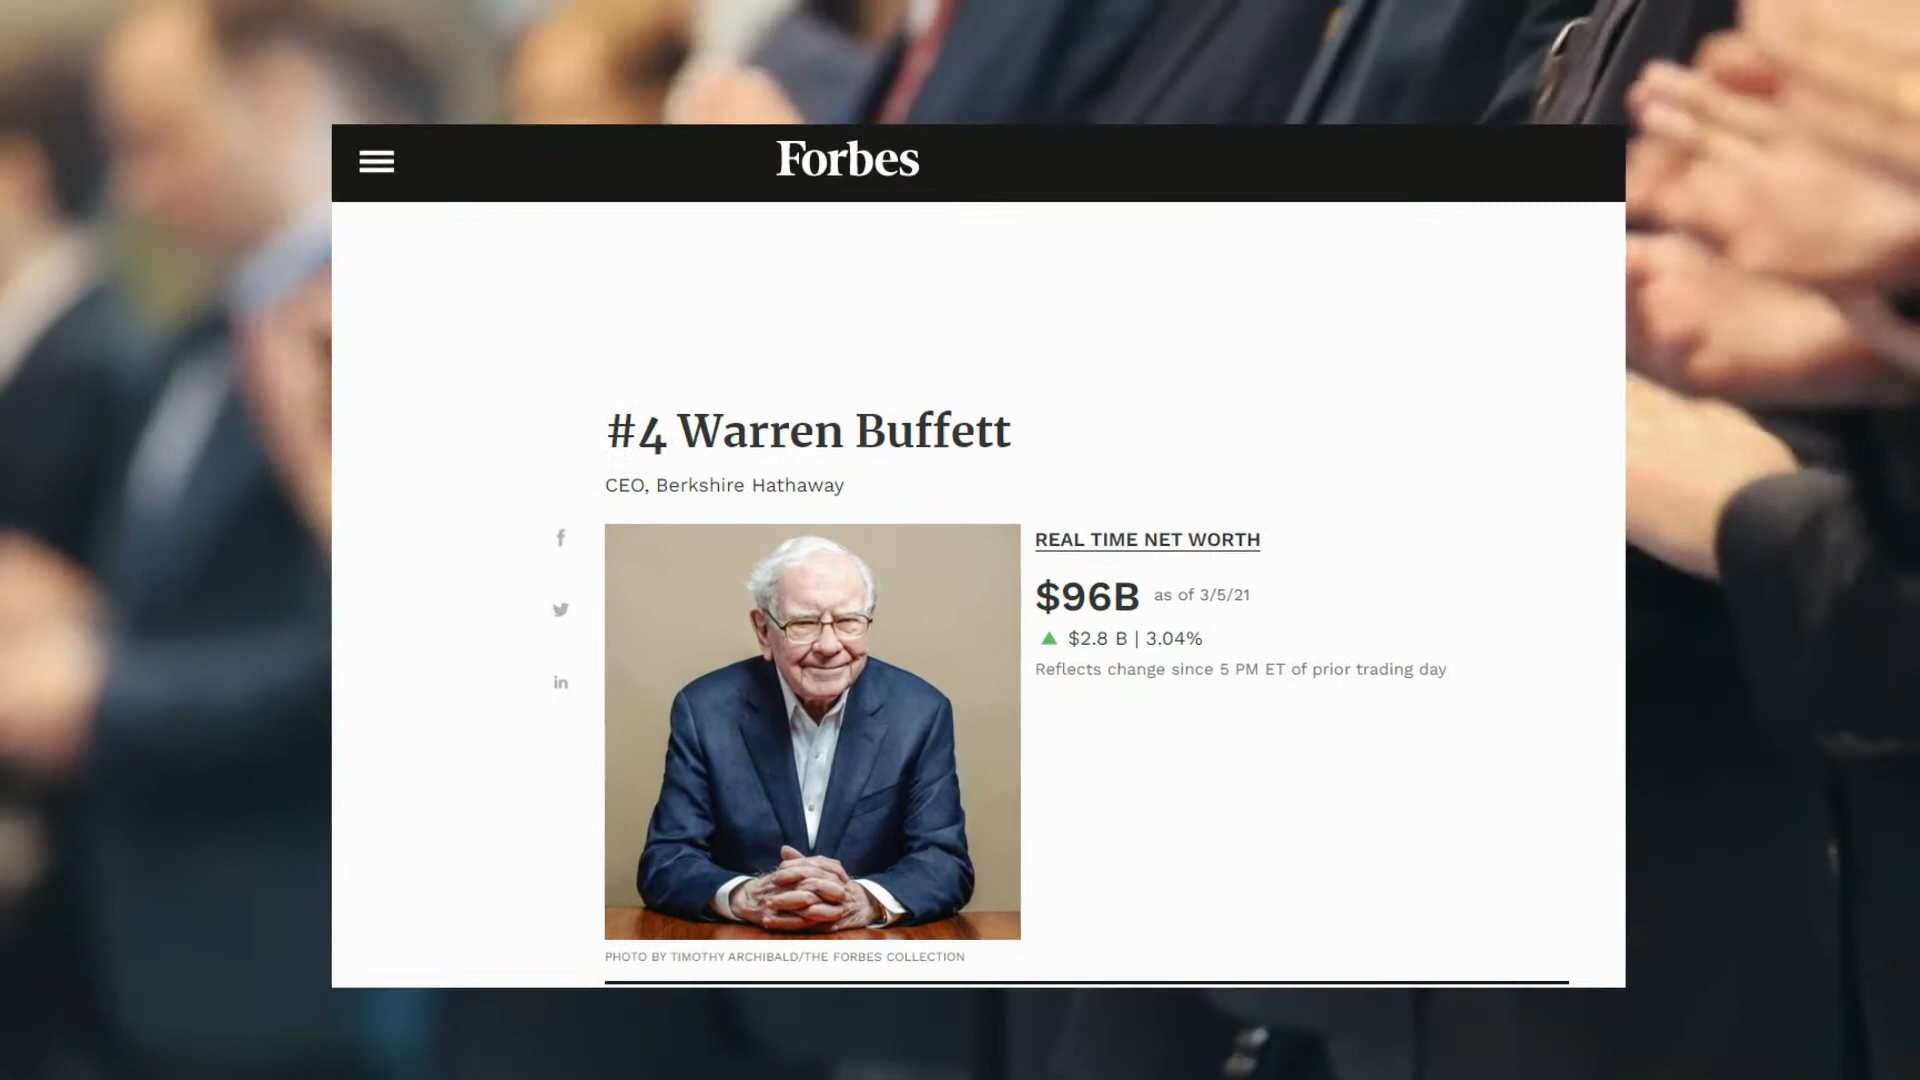 Forbes
#4 Warren Buffett
CEO, Berkshire Hathaway
REAL TIME NET WORTH
$96B as of 3/5/21
$2.8 B | 3.04%
Reflects change since 5 PM ET of prior trading day
PHOTO BY TIMOTHY ARCHIBALD/THE FORBES COLLECTION